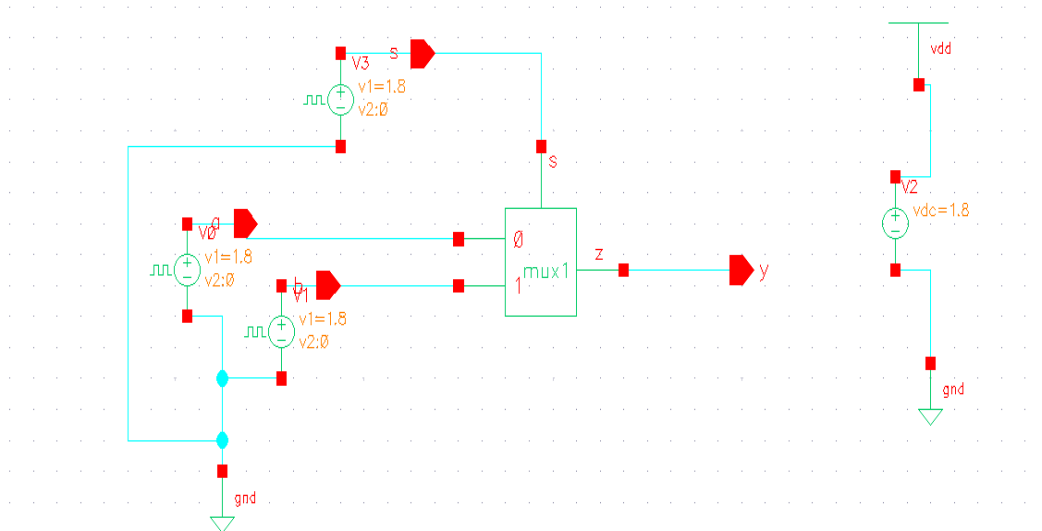 s
V3
v1=1.8
v2:0
s
vdd
V2
vdc=1.8
a
V0
v1=1.8
v2:0
0
z
mux1
y
b
V1
1
v1=1.8
v2:0
gnd
gnd